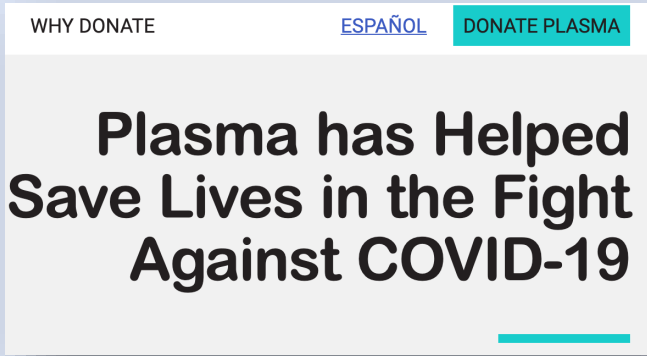 WHY DONATE ESPAÑOL DONATE PLASMA
Plasma has Helped
Save Lives in the Fight
Against COVID-19